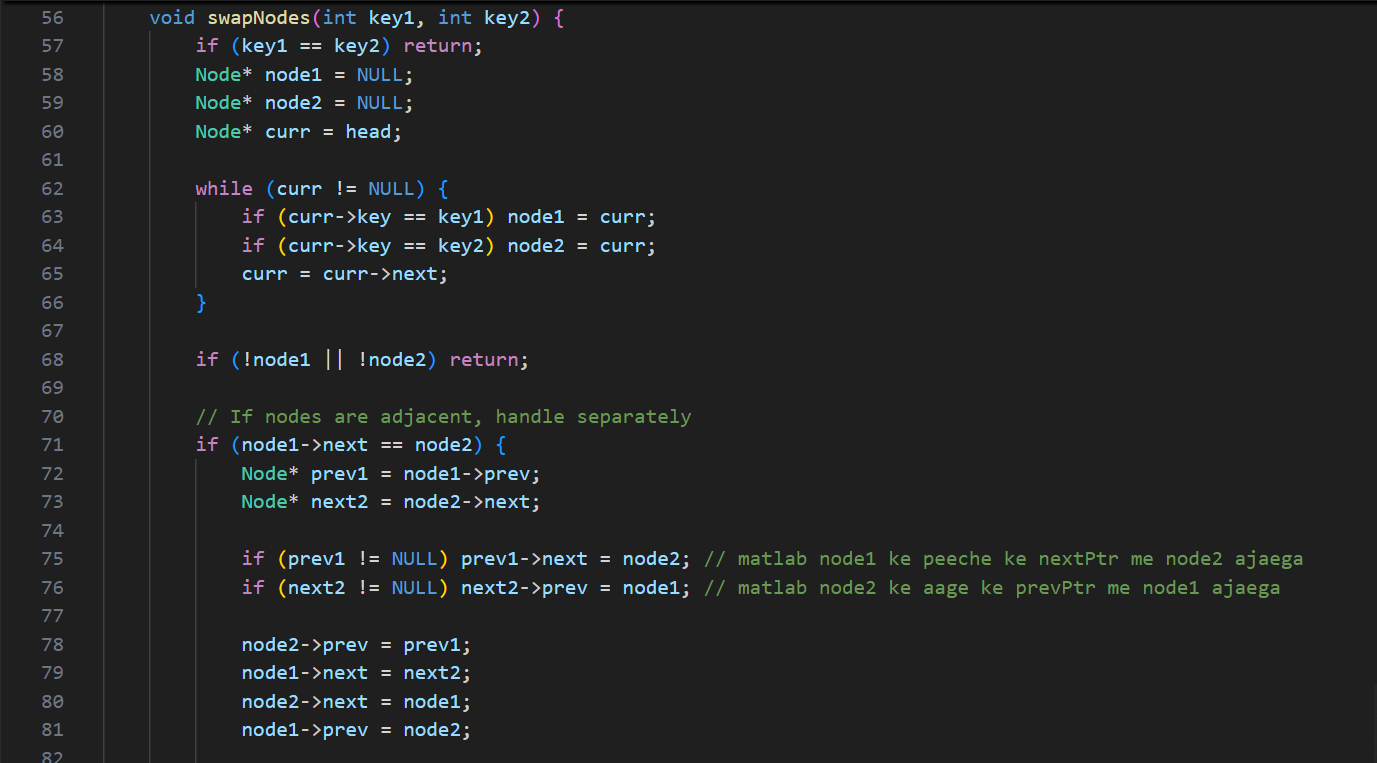 56 void swapNodes(int key1, int key2) {
57 if (key1 == key2) return;
58 Node* node1 = NULL;
59 Node* node2 = NULL;
60 Node* curr = head;
61
62 while (curr != NULL) {
63 if (curr->key == key1) node1 = curr;
64 if (curr->key == key2) node2 = curr;
65 curr = curr->next;
66 }
67
68 if (!node1 || !node2) return;
69
70 // If nodes are adjacent, handle separately
71 if (node1->next == node2) {
72 Node* prev1 = node1->prev;
73 Node* next2 = node2->next;
74
75 if (prev1 != NULL) prev1->next = node2; // matlab node1 ke peeche ke nextPtr me node2 ajaega
76 if (next2 != NULL) next2->prev = node1; // matlab node2 ke aage ke prevPtr me node1 ajaega
77
78 node2->prev = prev1;
79 node1->next = next2;
80 node2->next = node1;
81 node1->prev = node2;
82